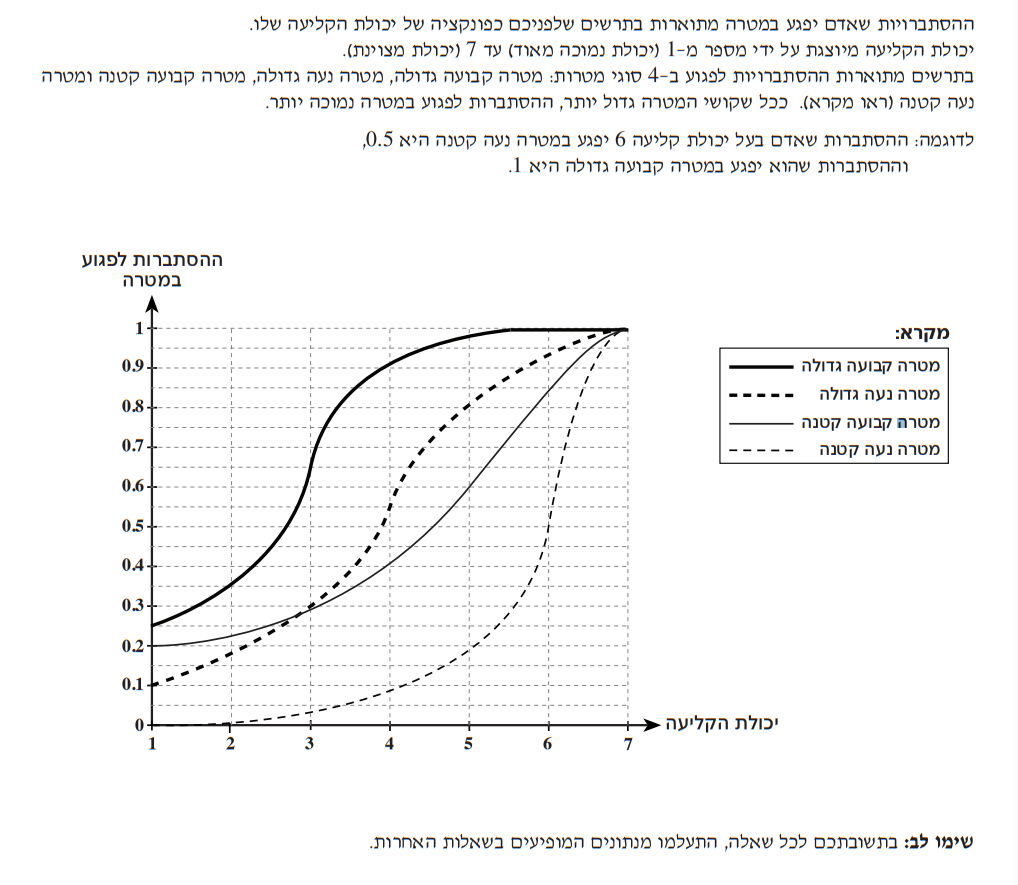 ההסתברויות שאדם יפגע במטרה מתוארות בתרשים שלפניכם כפונקציה של יכולת הקליעה שלו.
יכולת הקליעה מיוצגת על ידי מספר מ-1 (יכולת נמוכה מאוד) עד 7 (יכולת מצוינת).
בתרשים מתוארות ההסתברויות לפגוע ב-4 סוגי מטרות: מטרה קבועה גדולה, מטרה נעה גדולה, מטרה קבועה קטנה ומטרה
נעה קטנה (ראו מקרא). ככל שקושי המטרה גדול יותר, ההסתברות לפגוע במטרה נמוכה יותר.
לדוגמה: ההסתברות שאדם בעל יכולת קליעה 6 יפגע במטרה נעה קטנה היא 0.5,
וההסתברות שהוא יפגע במטרה קבועה גדולה היא 1.
ההסתברות לפגוע
במטרה
1
0.9
0.8
0.7
0.6
0.5
0.4
0.3
0.2
0.1
0
1 2 3 4 5 6 7
יכולת הקליעה
מקרא:
מטרה קבועה גדולה
מטרה נעה גדולה
מטרה קבועה קטנה
מטרה נעה קטנה
שימו לב: בתשובתכם לכל שאלה, התעלמו מנתונים המופיעים בשאלות האחרות.